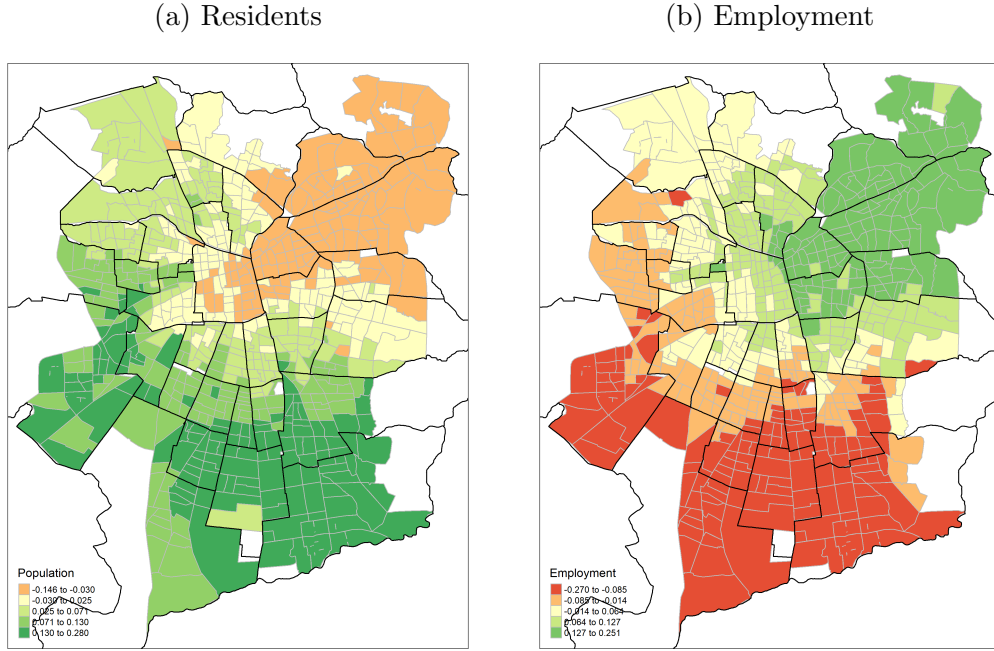 (a) Residents
(b) Employment
Population
-0.146 to -0.030
-0.030 to 0.025
0.025 to 0.071
0.071 to 0.130
0.130 to 0.280
Employment
-0.270 to -0.085
-0.085 to -0.014
-0.014 to 0.064
0.064 to 0.127
0.127 to 0.251